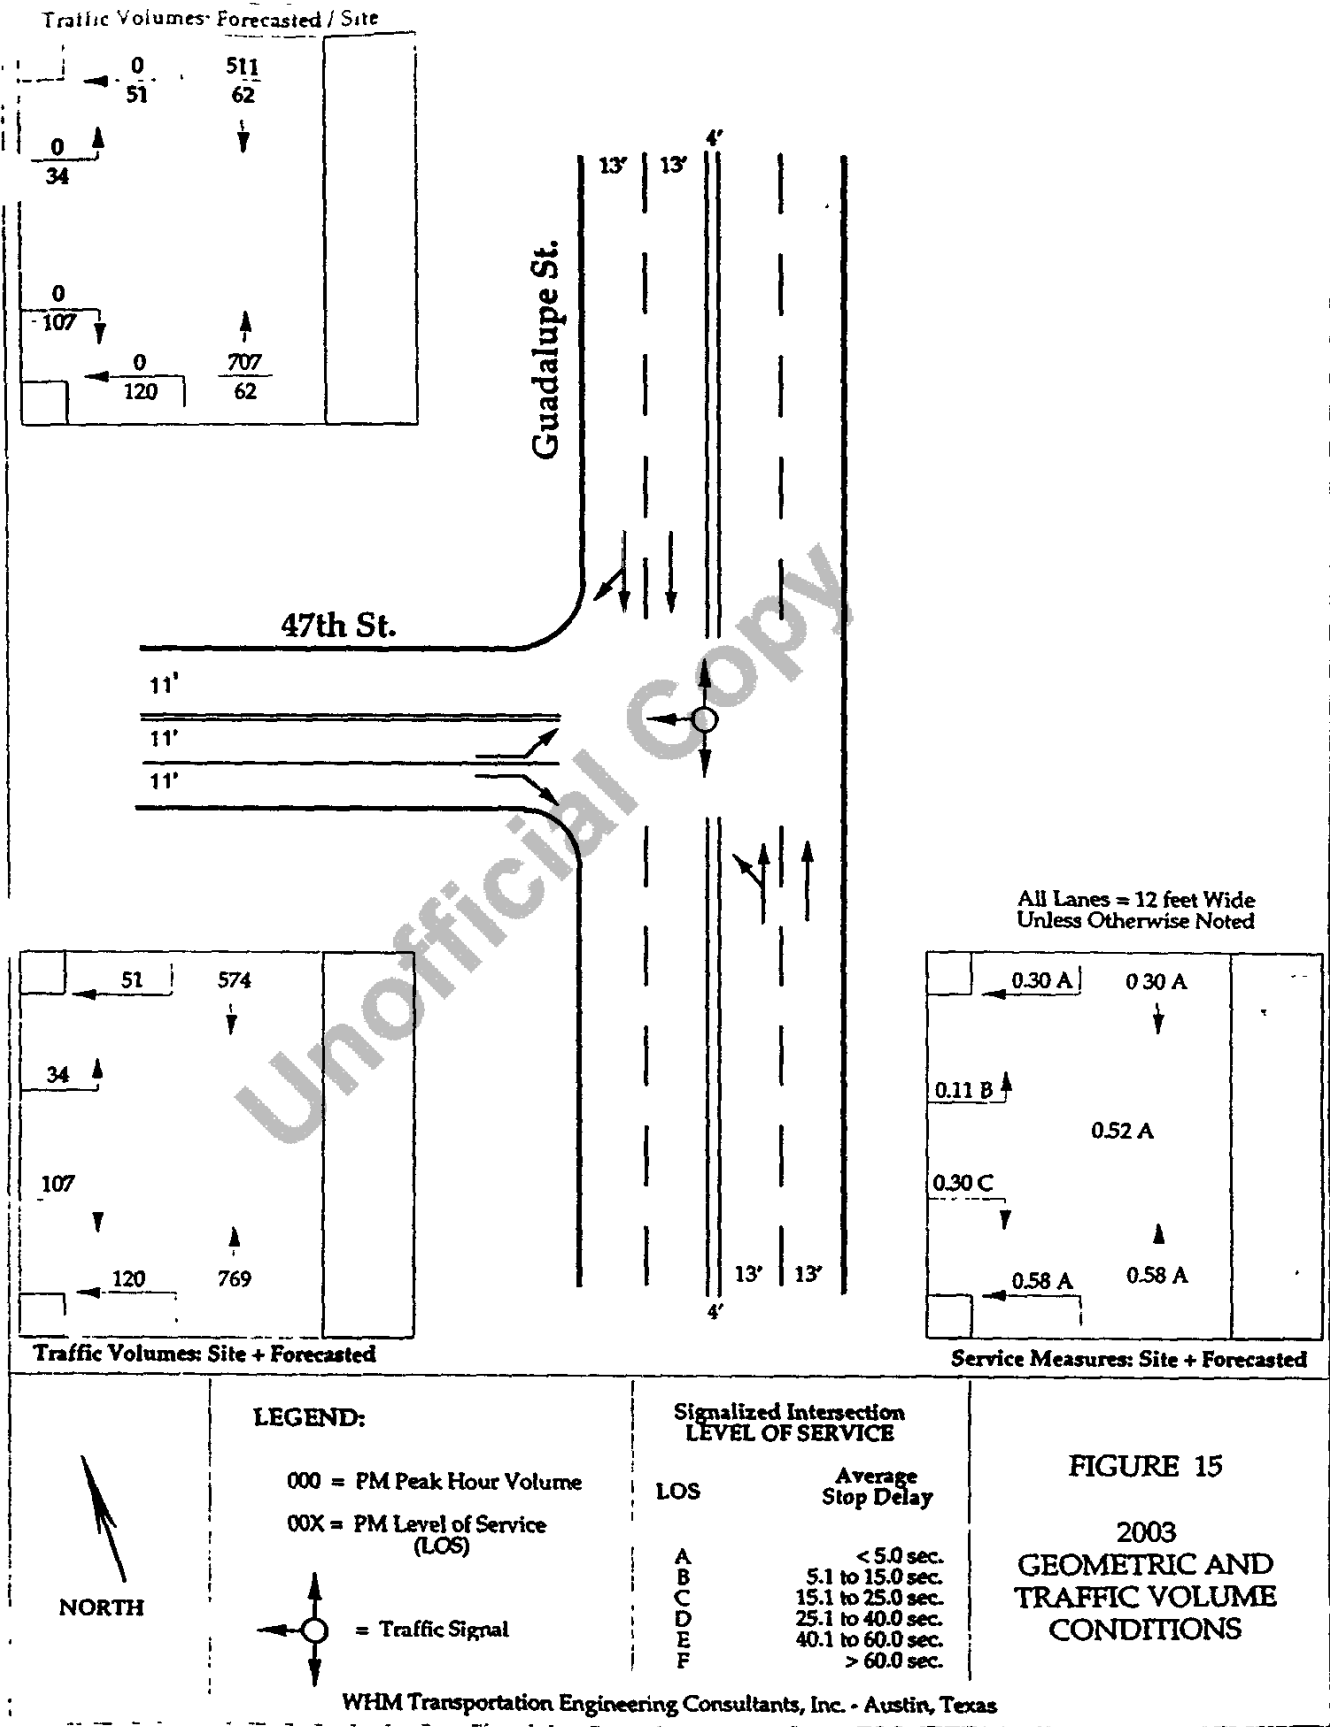 Traffic Volumes: Forecasted / Site
0
51
511
62
0
34
0
107
0
120
707
62
4'
13'
13'
Guadalupe St.
47th St.
11'
11'
11'
Unofficial Copy
All Lanes = 12 feet Wide
Unless Otherwise Noted
51
574
34
107
120
769
Traffic Volumes: Site + Forecasted
13'
13'
4'
0.30 A
0 30 A
0.11 B
0.52 A
0.30 C
0.58 A
0.58 A
Service Measures: Site + Forecasted
NORTH
LEGEND:
000 = PM Peak Hour Volume
00X = PM Level of Service
(LOS)
= Traffic Signal
Signalized Intersection
LEVEL OF SERVICE
LOS
Average
Stop Delay
A < 5.0 sec.
B 5.1 to 15.0 sec.
C 15.1 to 25.0 sec.
D 25.1 to 40.0 sec.
E 40.1 to 60.0 sec.
F > 60.0 sec.
FIGURE 15
2003
GEOMETRIC AND
TRAFFIC VOLUME
CONDITIONS
WHM Transportation Engineering Consultants, Inc. - Austin, Texas